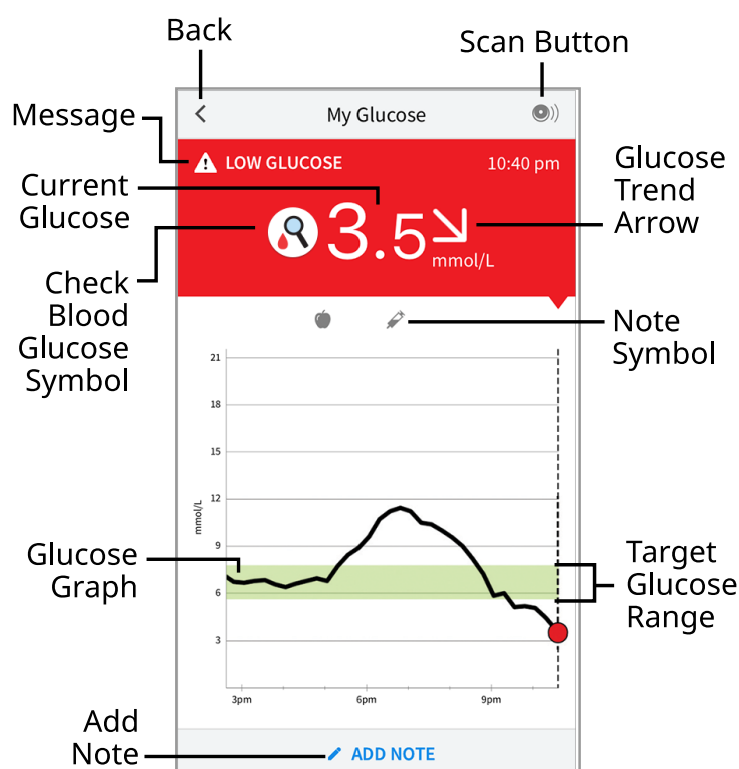 Back
Scan Button
Message
My Glucose
LOW GLUCOSE
10:40 pm
Glucose
Trend
Arrow
Current
Glucose
3.5
mmol/L
Check
Blood
Glucose
Symbol
Note
Symbol
21
18
15
12
mmol/L
9
6
3
Glucose
Graph
Target
Glucose
Range
3pm
6pm
9pm
Add
Note
ADD NOTE